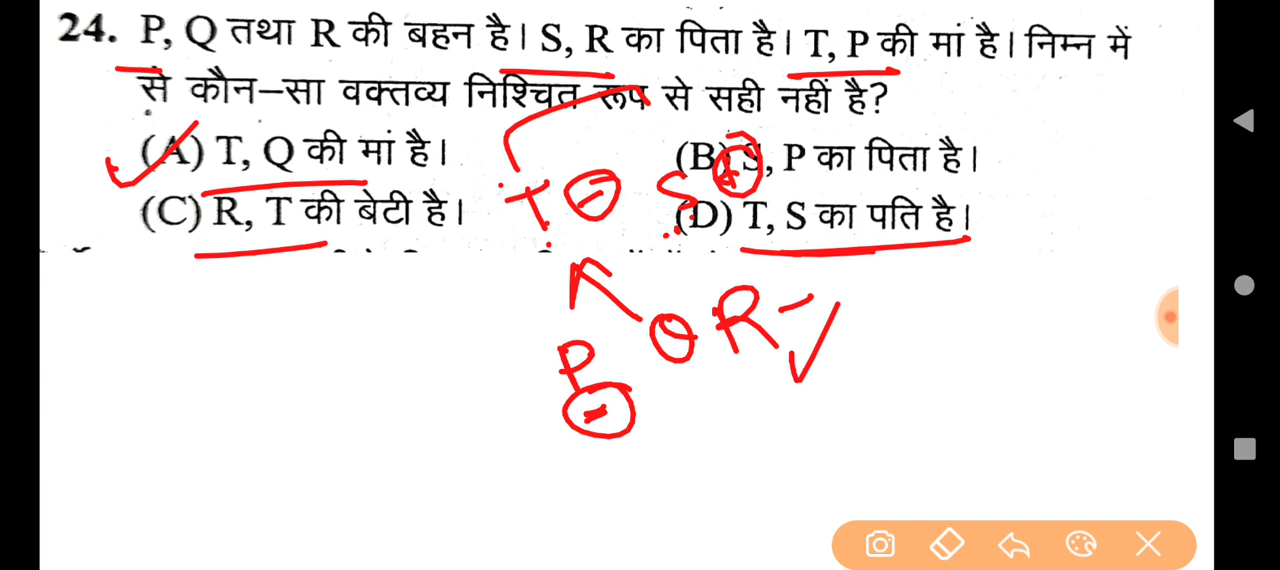 24. P, Q तथा R की बहन है। S, R का पिता है। T, P की मां है। निम्न में
से कौन-सा वक्तव्य निश्चित रूप से सही नहीं है?
(A) T, Q की मां है। (B) S, P का पिता है।
(C) R, T की बेटी है। (D) T, S का पति है।
T - S +
P - Q R -